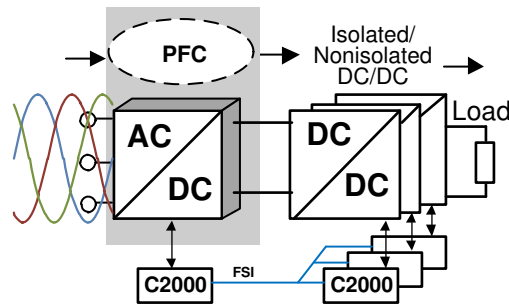 PFC
Isolated/
Nonisolated
DC/DC
AC
DC
DC
DC
Load
C2000
FSI
C2000